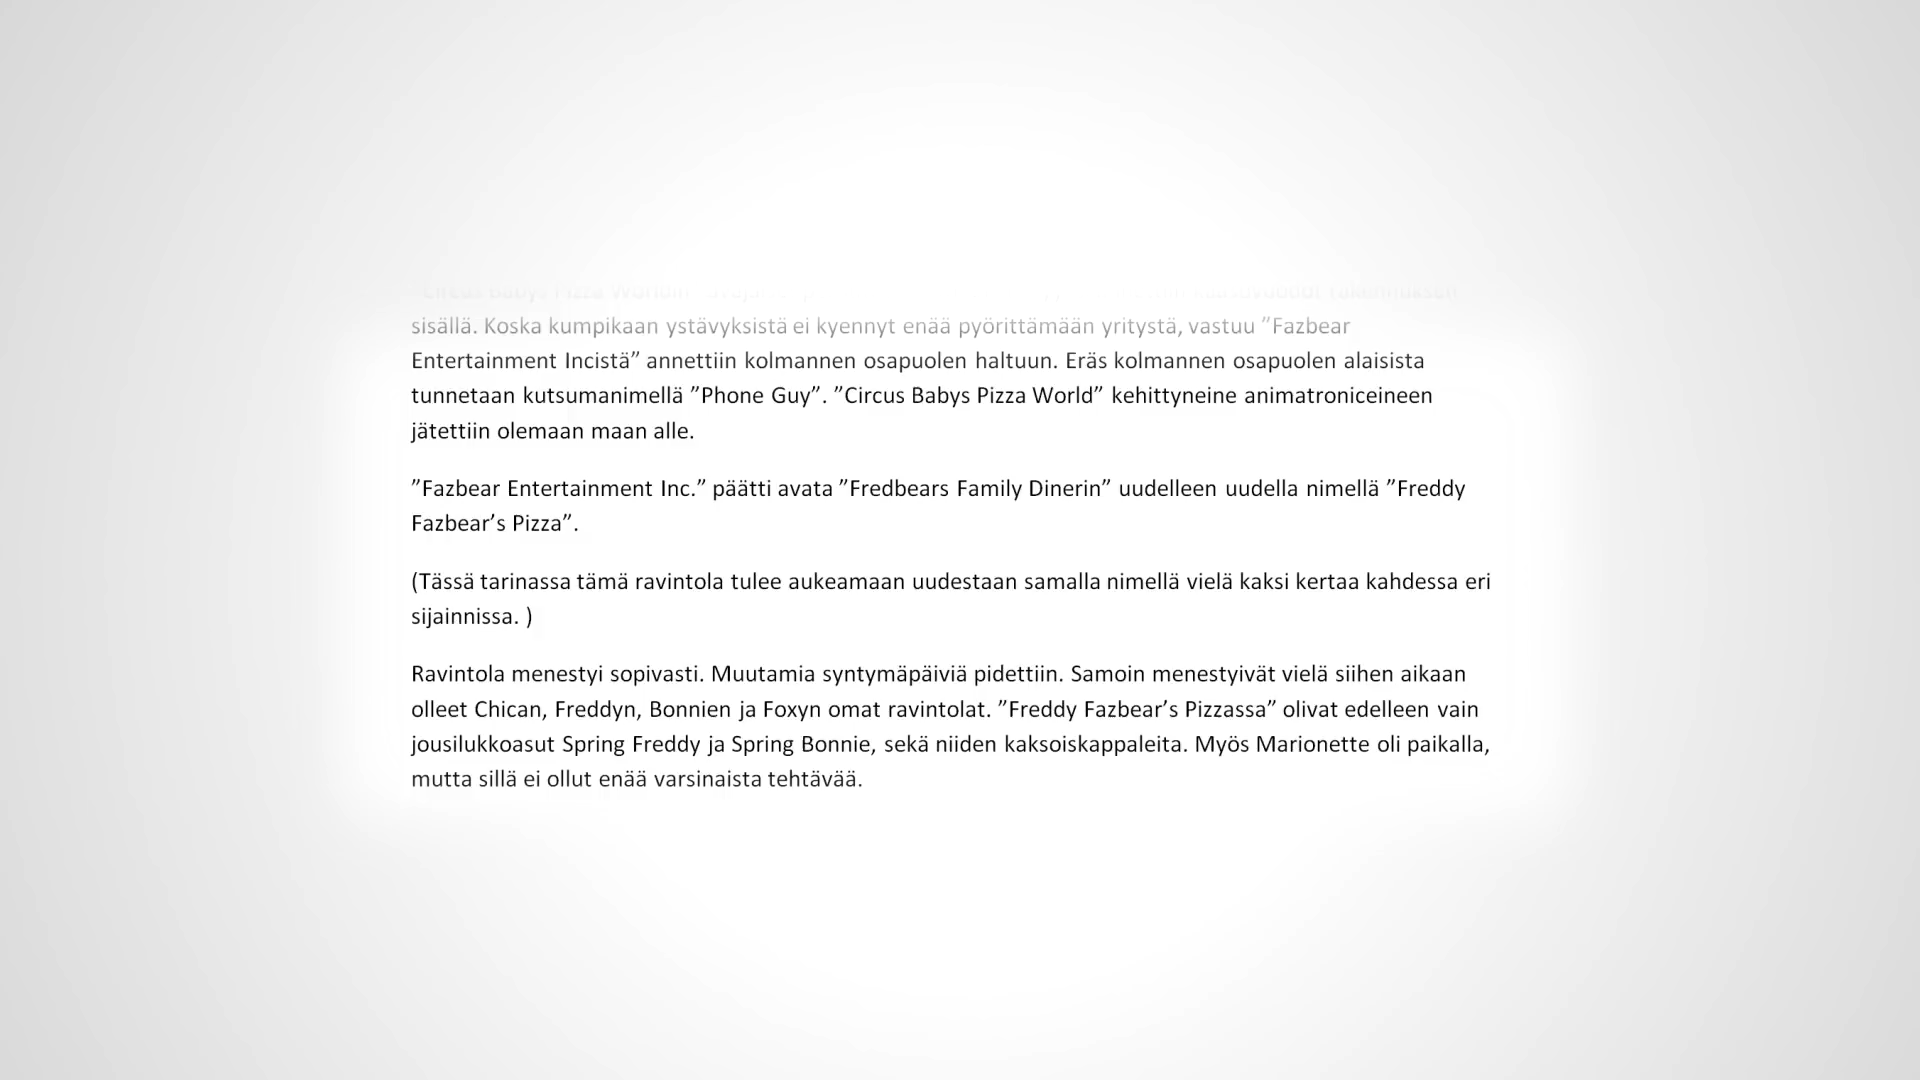 "Circus Babys Pizza Worldin" rakennuksen
sisällä. Koska kumpikaan ystävyksistä ei kyennyt enää pyörittämään yritystä, vastuu ”Fazbear
Entertainment Incistä” annettiin kolmannen osapuolen haltuun. Eräs kolmannen osapuolen alaisista
tunnetaan kutsumanimellä ”Phone Guy”. ”Circus Babys Pizza World” kehittyneine animatroniceineen
jätettiin olemaan maan alle.
”Fazbear Entertainment Inc.” päätti avata ”Fredbears Family Dinerin” uudelleen uudella nimellä ”Freddy
Fazbear’s Pizza”.
(Tässä tarinassa tämä ravintola tulee aukeamaan uudestaan samalla nimellä vielä kaksi kertaa kahdessa eri
sijainnissa. )
Ravintola menestyi sopivasti. Muutamia syntymäpäiviä pidettiin. Samoin menestyivät vielä siihen aikaan
olleet Chican, Freddyn, Bonnien ja Foxyn omat ravintolat. ”Freddy Fazbear’s Pizzassa” olivat edelleen vain
jousilukkoasut Spring Freddy ja Spring Bonnie, sekä niiden kaksoiskappaleita. Myös Marionette oli paikalla,
mutta sillä ei ollut enää varsinaista tehtävää.